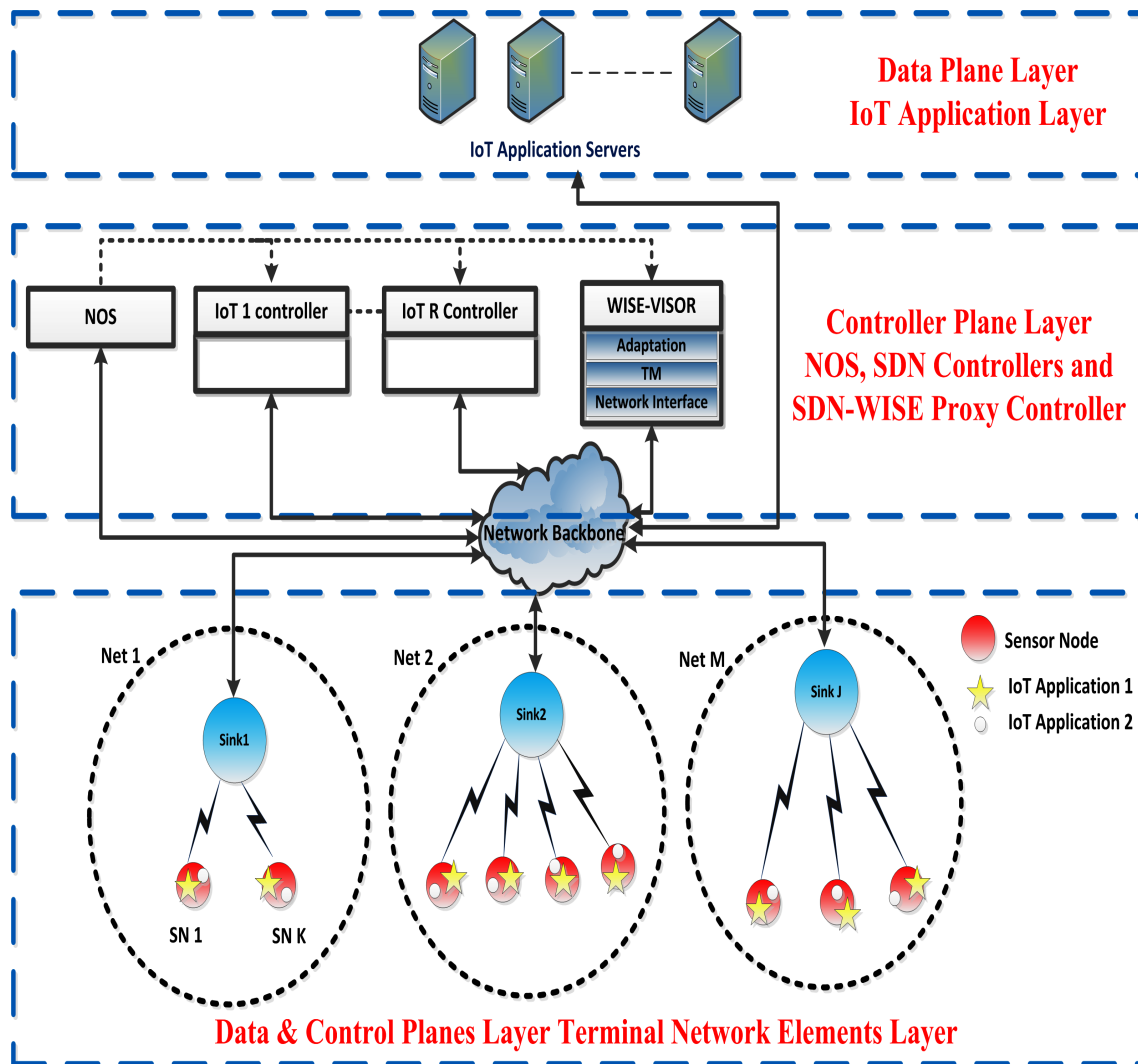 Data Plane Layer
IoT Application Layer
IoT Application Servers
NOS
IoT 1 controller
IoT R Controller
WISE-VISOR
Adaptation
TM
Network Interface
Controller Plane Layer
NOS, SDN Controllers and
SDN-WISE Proxy Controller
Network Backbone
Net 1
Net 2
Net M
Sink1
Sink2
Sink J
Sensor Node
IoT Application 1
IoT Application 2
SN 1
SN K
Data & Control Planes Layer Terminal Network Elements Layer